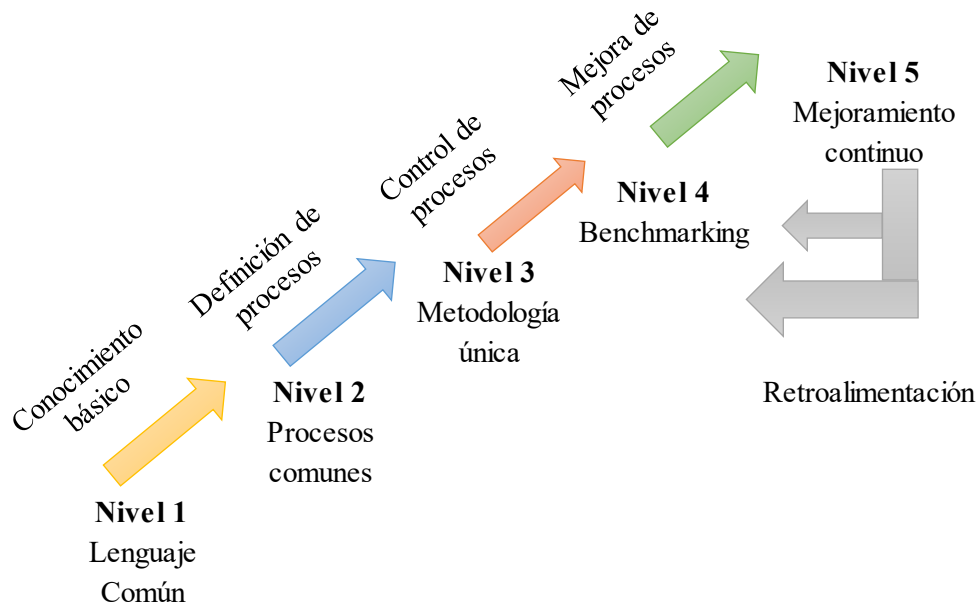 Conocimiento
básico
Nivel 1
Lenguaje
Común
Definición de
procesos
Nivel 2
Procesos
comunes
Control de
procesos
Nivel 3
Metodología
única
Mejora de
procesos
Nivel 4
Benchmarking
Nivel 5
Mejoramiento
continuo
Retroalimentación